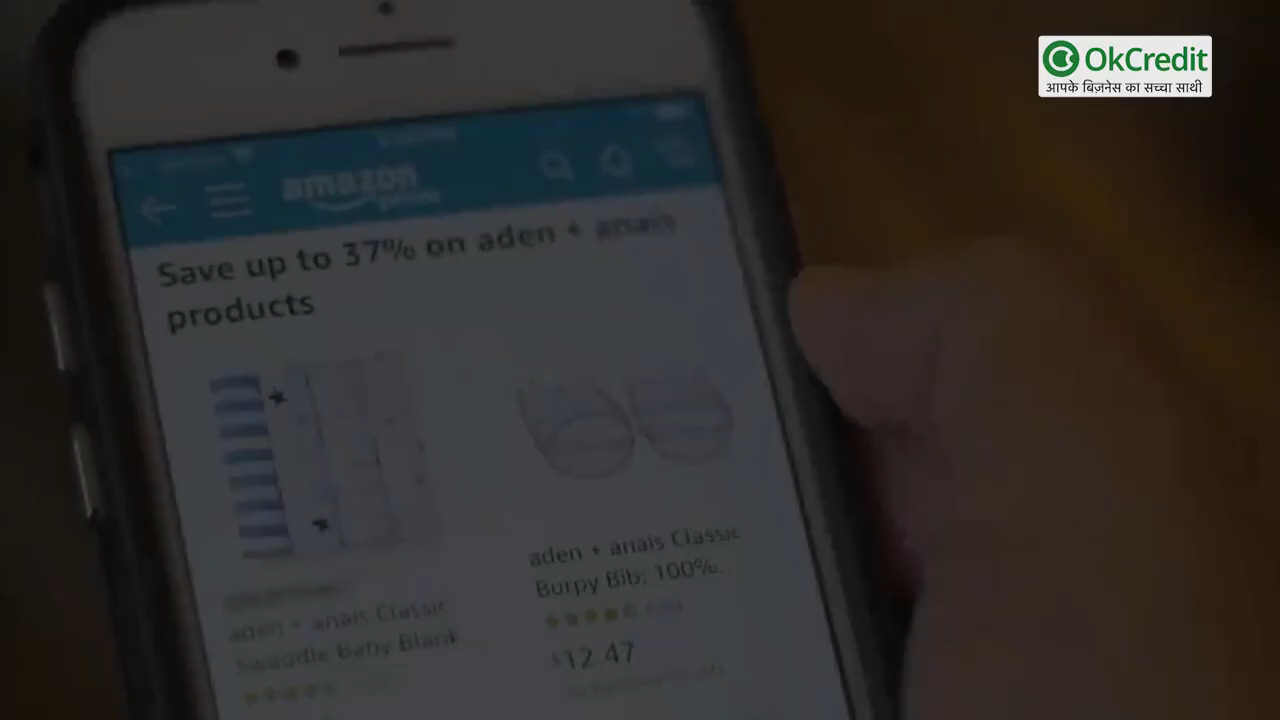 OkCredit
आपके बिज़नेस का सच्चा साथी
amazon
prime
Save up to 37% on aden + anais
products
aden + anais Classic
Burpy Bib, 100%...
$12.47
aden + anais Classic
Swaddle Baby Blank